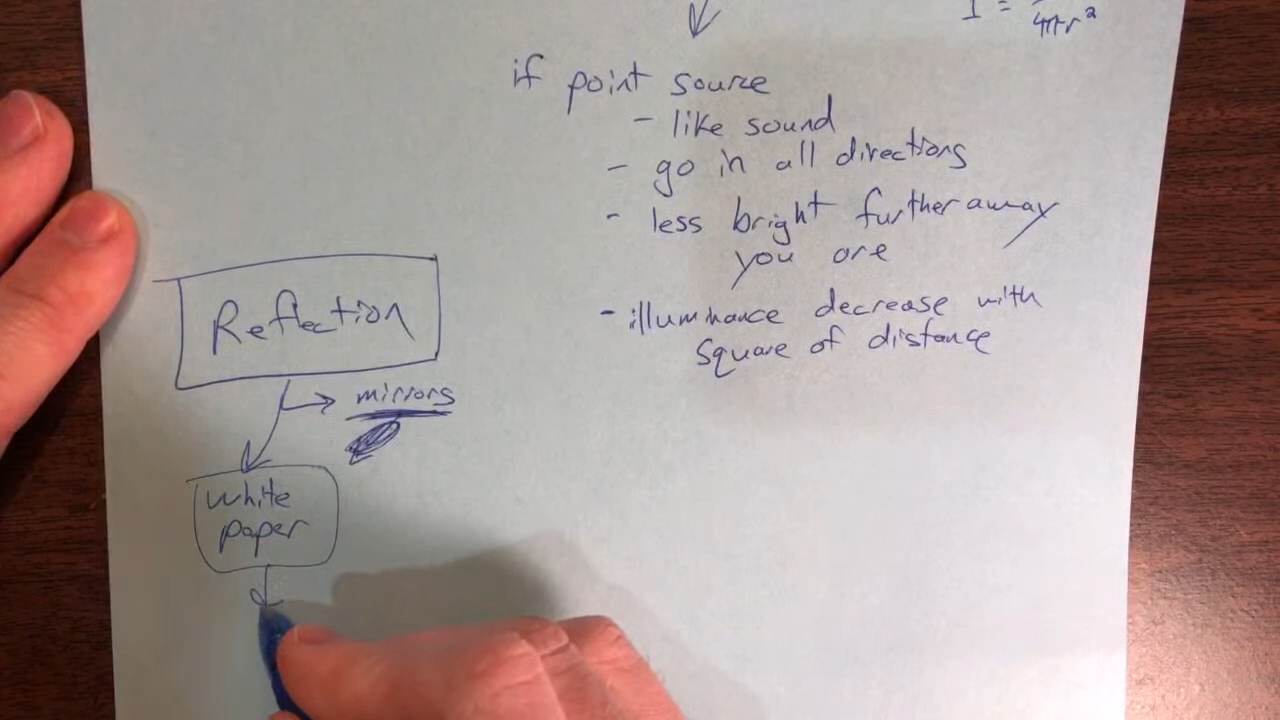 4πr²
if point source
- like sound
- go in all directions
- less bright further away
you are
- illuminance decrease with
square of distance
Reflection
mirrors
white
paper